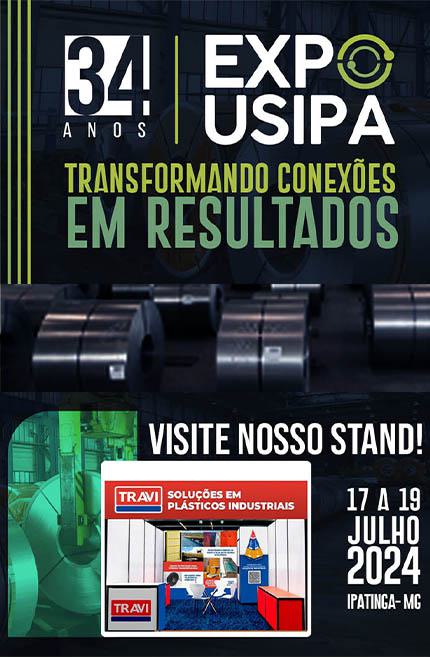 34
ANOS
EXPO
USIPA
TRANSFORMANDO CONEXÕES
EM RESULTADOS
VISITE NOSSO STAND!
TRAVI
SOLUÇÕES EM
PLÁSTICOS INDUSTRIAIS
TRAVI
17 A 19
JULHO
2024
IPATINGA- MG